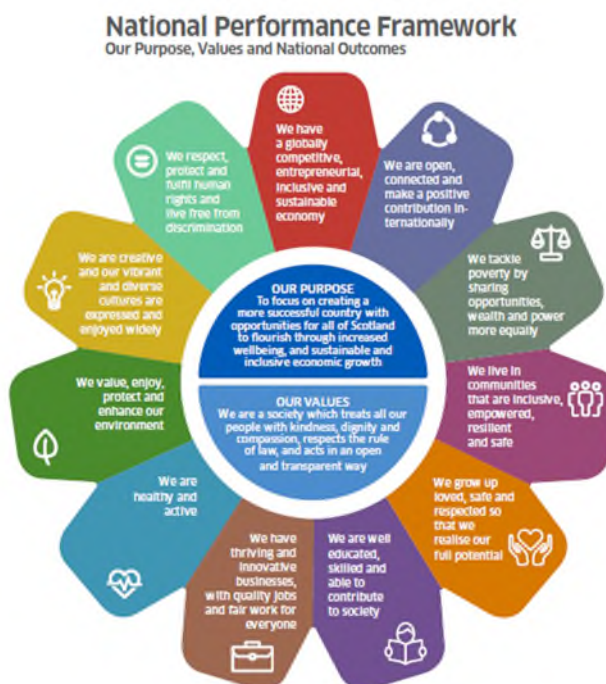 National Performance Framework
Our Purpose, Values and National Outcomes
We have
a globally
competitive,
entrepreneurial,
inclusive and
sustainable
economy
We are open,
connected and
make a positive
contribution in-
ternationally
We tackle
poverty by
sharing
opportunities,
wealth and power
more equally
We live in
communities
that are inclusive,
empowered,
resilient
and safe
We grow up
loved, safe and
respected so
that we
realise our
full potential
We are well
educated,
skilled and
able to
contribute
to society
We have
thriving and
innovative
businesses,
with quality jobs
and fair work for
everyone
We are
healthy and
active
We value, enjoy,
protect and
enhance our
environment
We are creative
and our vibrant
and diverse
cultures are
expressed and
enjoyed widely
We respect,
protect and
fulfil human
rights and
live free from
discrimination
OUR PURPOSE
To focus on creating a
more successful country with
opportunities for all of Scotland
to flourish through increased
wellbeing, and sustainable and
inclusive economic growth
OUR VALUES
We are a society which treats all our
people with kindness, dignity and
compassion, respects the rule
of law, and acts in an open
and transparent way